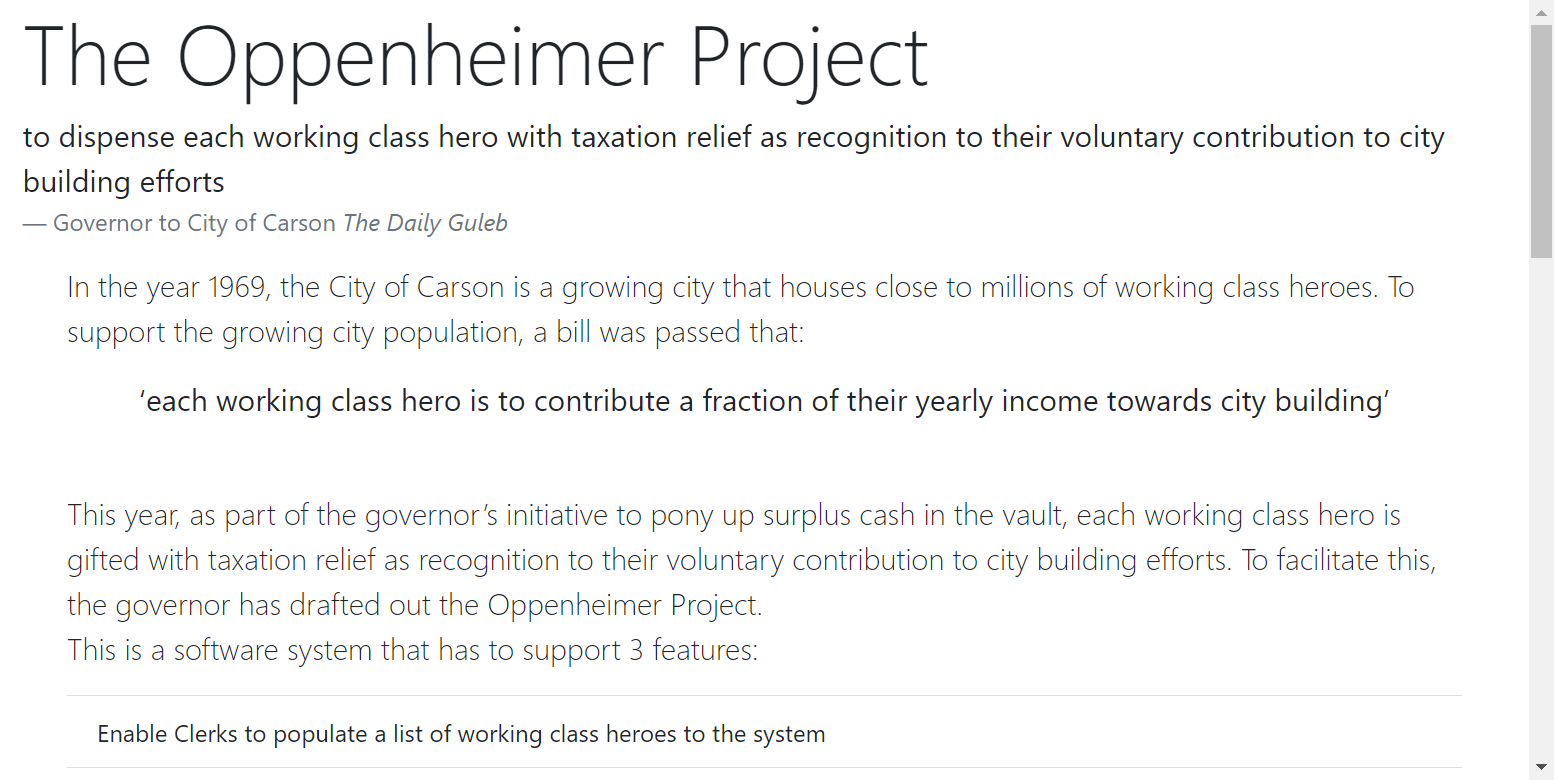 The Oppenheimer Project
to dispense each working class hero with taxation relief as recognition to their voluntary contribution to city
building efforts
— Governor to City of Carson The Daily Guleb
In the year 1969, the City of Carson is a growing city that houses close to millions of working class heroes. To
support the growing city population, a bill was passed that:
‘each working class hero is to contribute a fraction of their yearly income towards city building’
This year, as part of the governor’s initiative to pony up surplus cash in the vault, each working class hero is
gifted with taxation relief as recognition to their voluntary contribution to city building efforts. To facilitate this,
the governor has drafted out the Oppenheimer Project.
This is a software system that has to support 3 features:
Enable Clerks to populate a list of working class heroes to the system